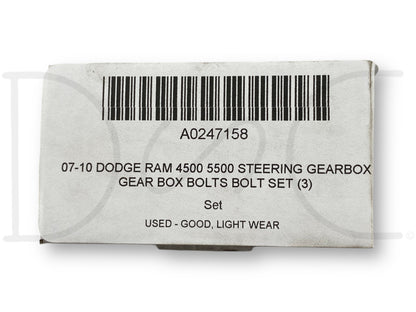 A0247158
07-10 DODGE RAM 4500 5500 STEERING GEARBOX
GEAR BOX BOLTS BOLT SET (3)
Set
USED - GOOD, LIGHT WEAR